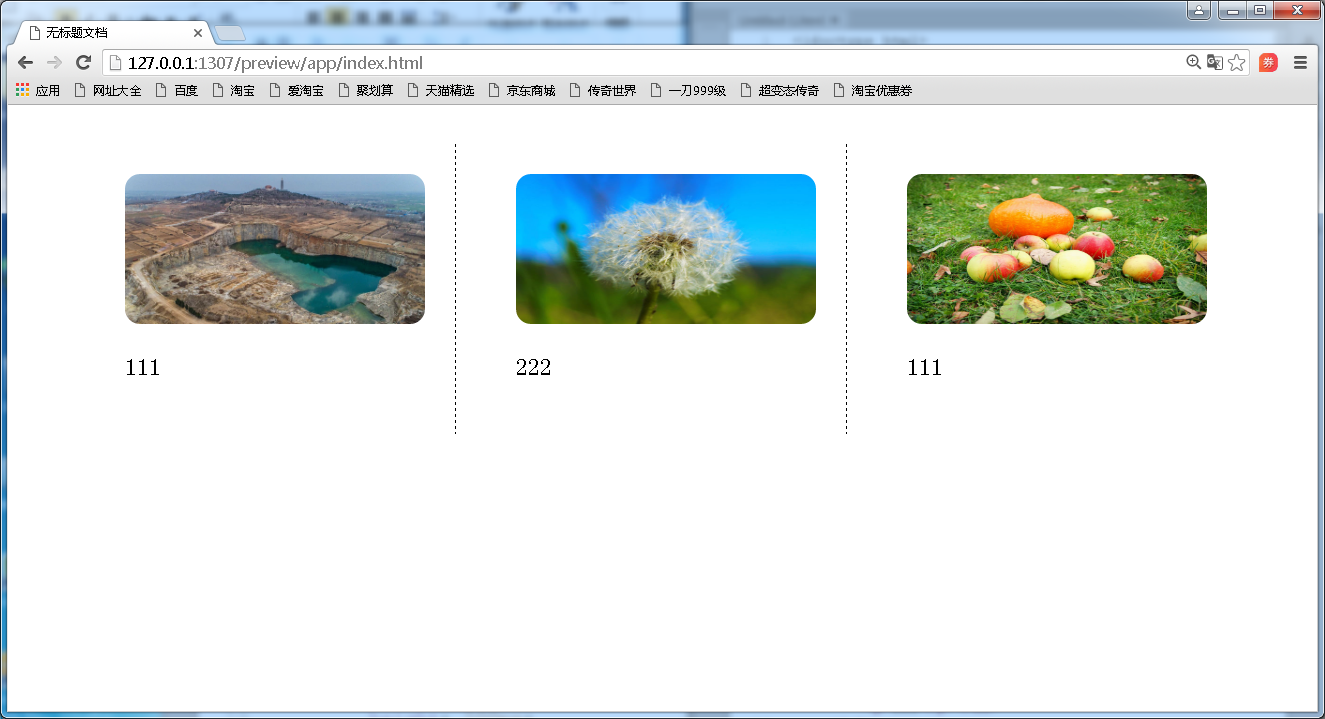 无标题文档
127.0.0.1:1307/preview/app/index.html
应用 网址大全 百度 淘宝 爱淘宝 聚划算 天猫精选 京东商城 传奇世界 一刀999级 超变态传奇 淘宝优惠券
券
111 222 111